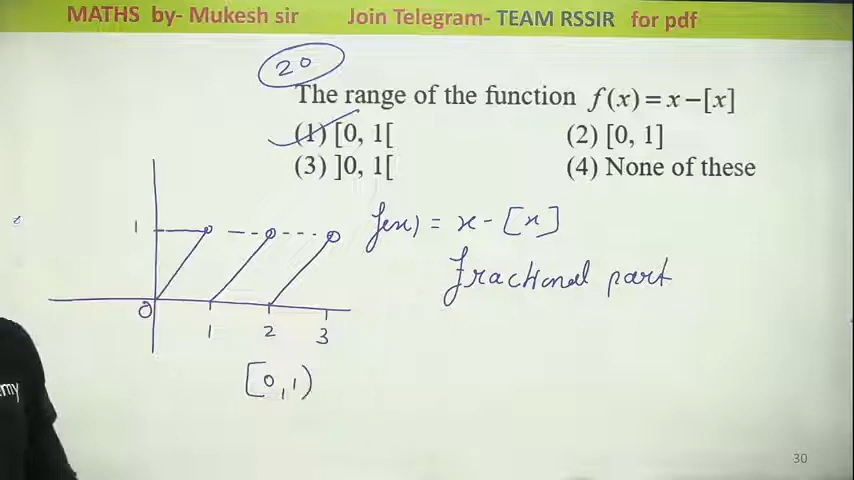 MATHS by- Mukesh sir Join Telegram- TEAM RSSIR for pdf
20
The range of the function f(x)=x−[x]
(1) [0, 1[ (2) [0, 1]
(3) ]0, 1[ (4) None of these
1
f(x) = x - [x]
fractional part
0
1 2 3
[0,1)
my
30